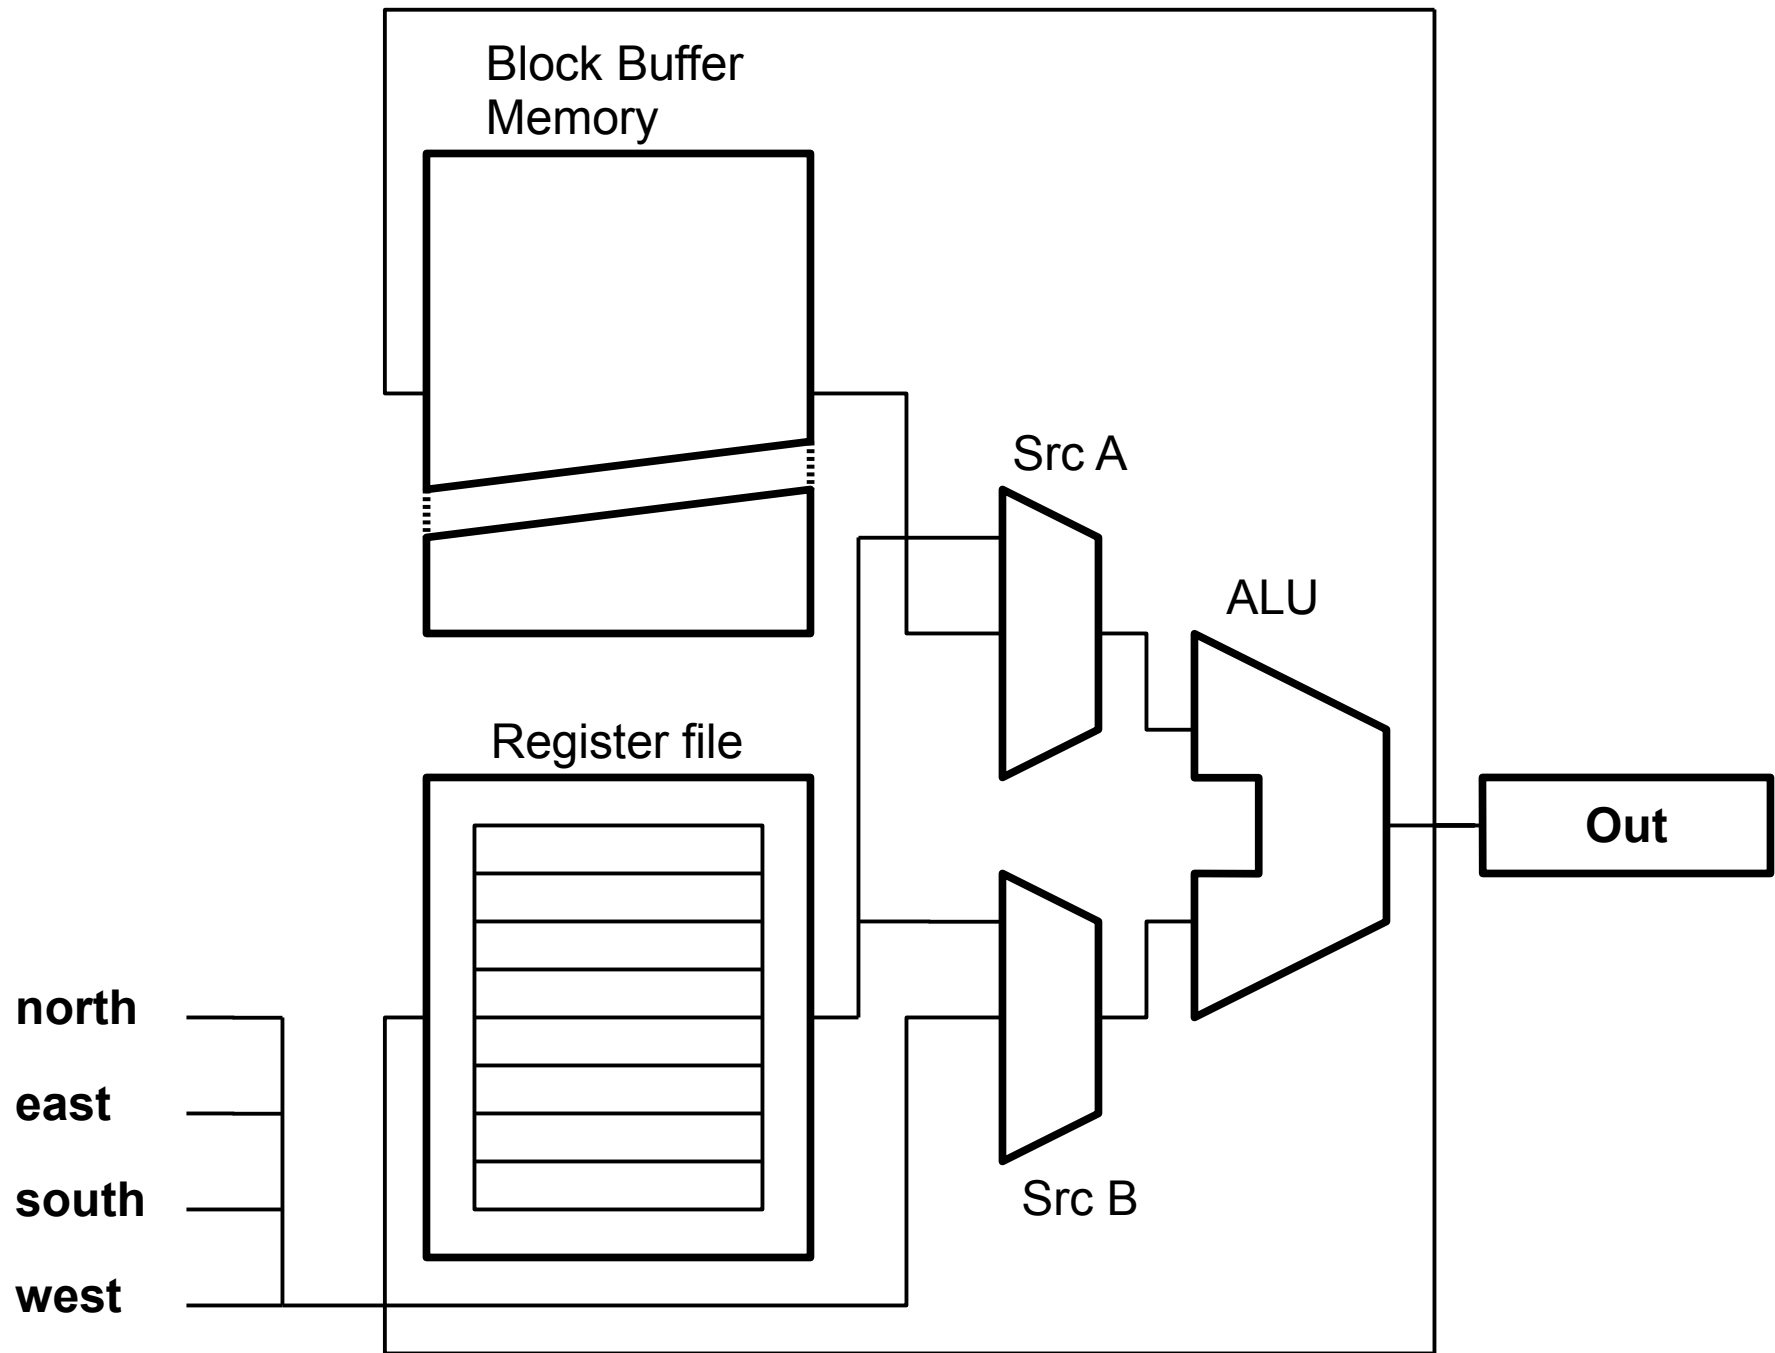 Block Buffer
Memory
Src A
ALU
Register file
Out
north
east
south
Src B
west